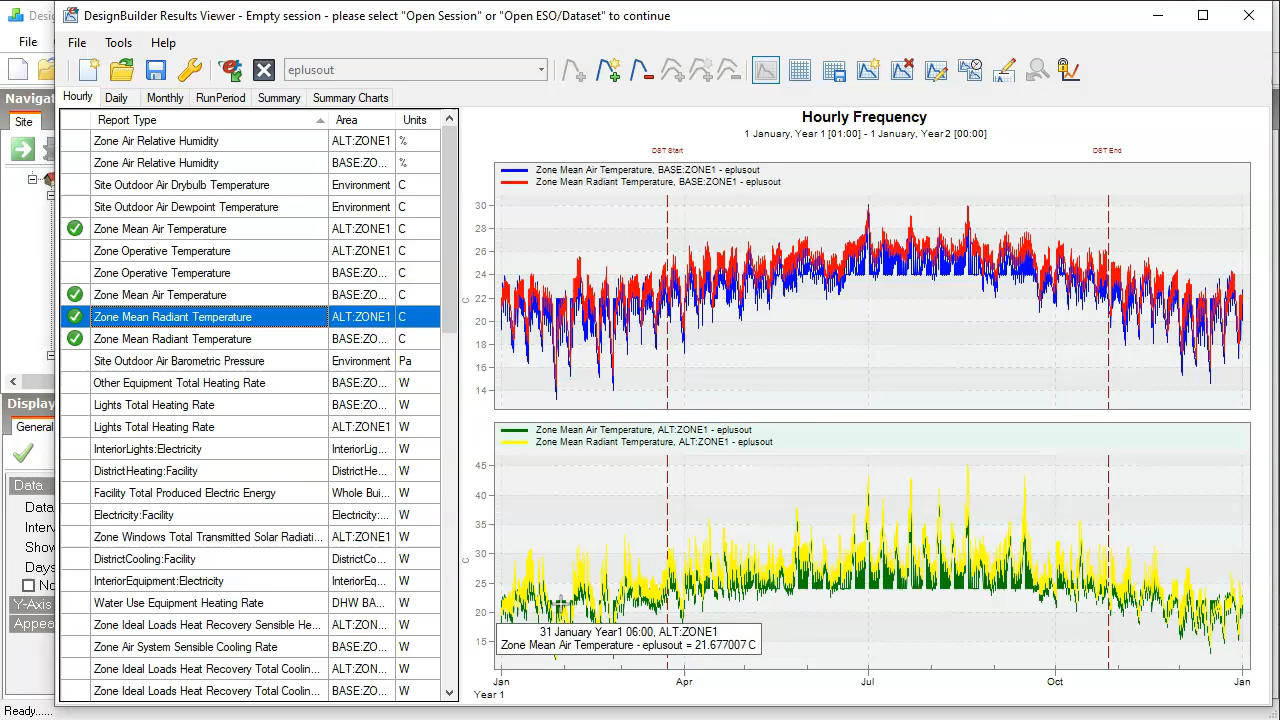 Desi
DesignBuilder Results Viewer - Empty session - please select "Open Session" or "Open ESO/Dataset" to continue
File
File Tools Help
eplusout
Navigat
Hourly Daily Monthly RunPeriod Summary Summary Charts
Site
Report Type Area Units
Zone Air Relative Humidity ALT:ZONE1 %
Zone Air Relative Humidity BASE:ZO... %
Site Outdoor Air Drybulb Temperature Environment C
Site Outdoor Air Dewpoint Temperature Environment C
Zone Mean Air Temperature ALT:ZONE1 C
Zone Operative Temperature ALT:ZONE1 C
Zone Operative Temperature BASE:ZO... C
Zone Mean Air Temperature BASE:ZO... C
Zone Mean Radiant Temperature ALT:ZONE1 C
Zone Mean Radiant Temperature BASE:ZO... C
Site Outdoor Air Barometric Pressure Environment Pa
Other Equipment Total Heating Rate BASE:ZO... W
Lights Total Heating Rate BASE:ZO... W
Lights Total Heating Rate ALT:ZONE1 W
InteriorLights:Electricity InteriorLig... W
DistrictHeating:Facility DistrictHe... W
Facility Total Produced Electric Energy Whole Bui... W
Electricity:Facility Electricity:... W
Zone Windows Total Transmitted Solar Radiati... ALT:ZONE1 W
DistrictCooling:Facility DistrictCo... W
InteriorEquipment:Electricity InteriorEq... W
Water Use Equipment Heating Rate DHW BA... W
Zone Ideal Loads Heat Recovery Sensible He... ALT:ZONE1 W
Zone Air System Sensible Cooling Rate BASE:ZO... W
Zone Ideal Loads Heat Recovery Total Coolin... ALT:ZONE1 W
Zone Ideal Loads Heat Recovery Total Coolin... BASE:ZO... W
Hourly Frequency
1 January, Year 1 [01:00] - 1 January, Year 2 [00:00]
DST Start DST End
Zone Mean Air Temperature, BASE:ZONE1 - eplusout
Zone Mean Radiant Temperature, BASE:ZONE1 - eplusout
30
28
26
24
22
20
18
16
14
C
Zone Mean Air Temperature, ALT:ZONE1 - eplusout
Zone Mean Radiant Temperature, ALT:ZONE1 - eplusout
45
40
35
30
25
20
15
C
31 January Year1 06:00, ALT:ZONE1
Zone Mean Air Temperature - eplusout = 21.677007 C
Jan Apr Jul Oct Jan
Year 1
Display
General
Data
Data
Interv
Show
Days
No
Y-Axis
Appea
Ready.....